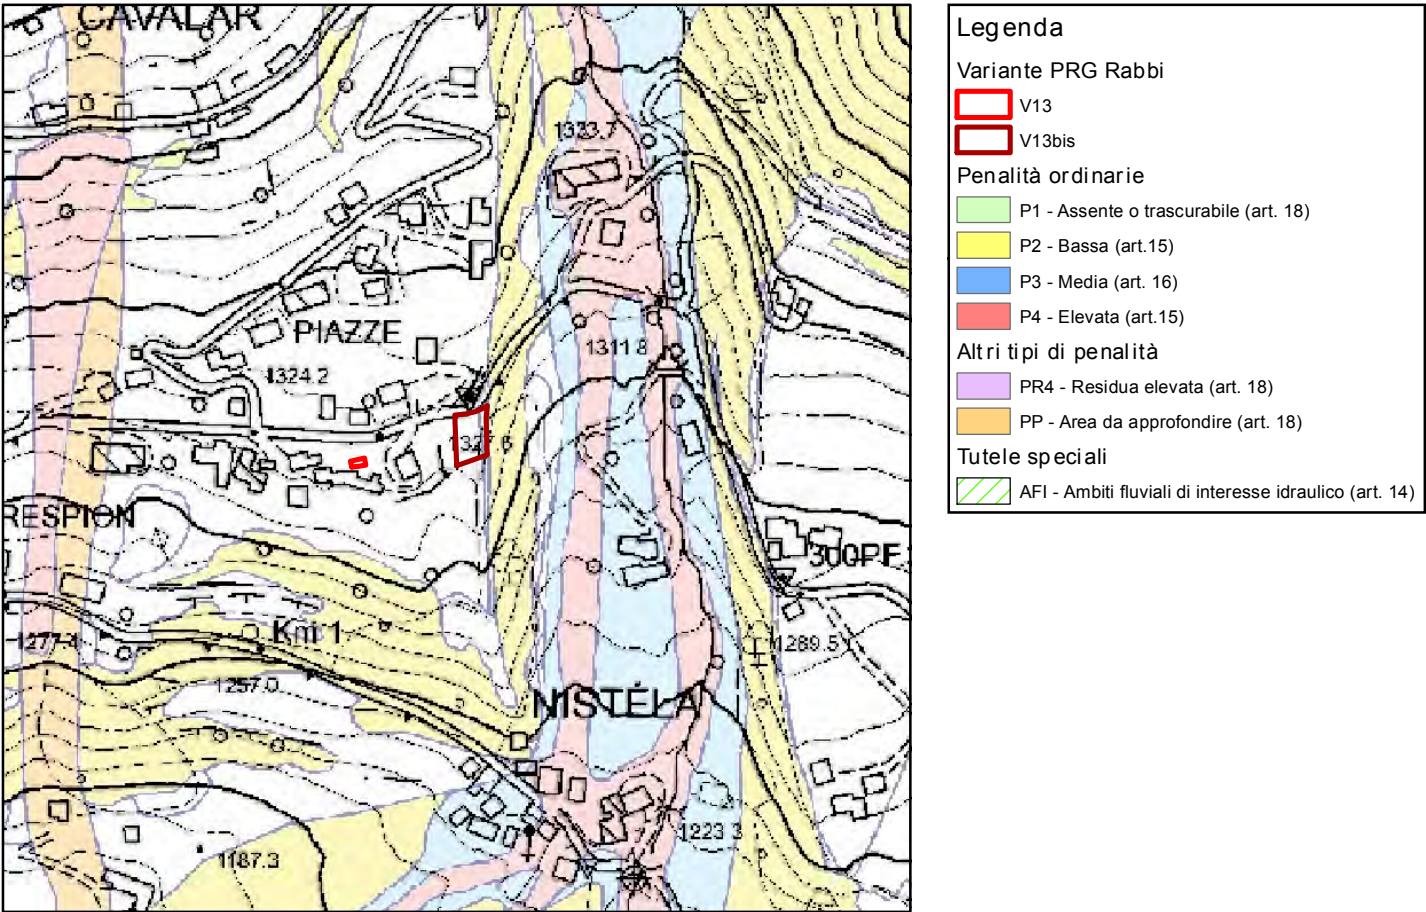 CAVALAR
1323.7
PIAZZE
1311.8
1324.2
RESPION
300PF
Km 1
1277.4
1289.5
1257.0
NISTÉLA
1223.3
1187.3
Legenda
Variante PRG Rabbi
V13
V13bis
Penalità ordinarie
P1 - Assente o trascurabile (art. 18)
P2 - Bassa (art.15)
P3 - Media (art. 16)
P4 - Elevata (art.15)
Altri tipi di penalità
PR4 - Residua elevata (art. 18)
PP - Area da approfondire (art. 18)
Tutele speciali
AFI - Ambiti fluviali di interesse idraulico (art. 14)